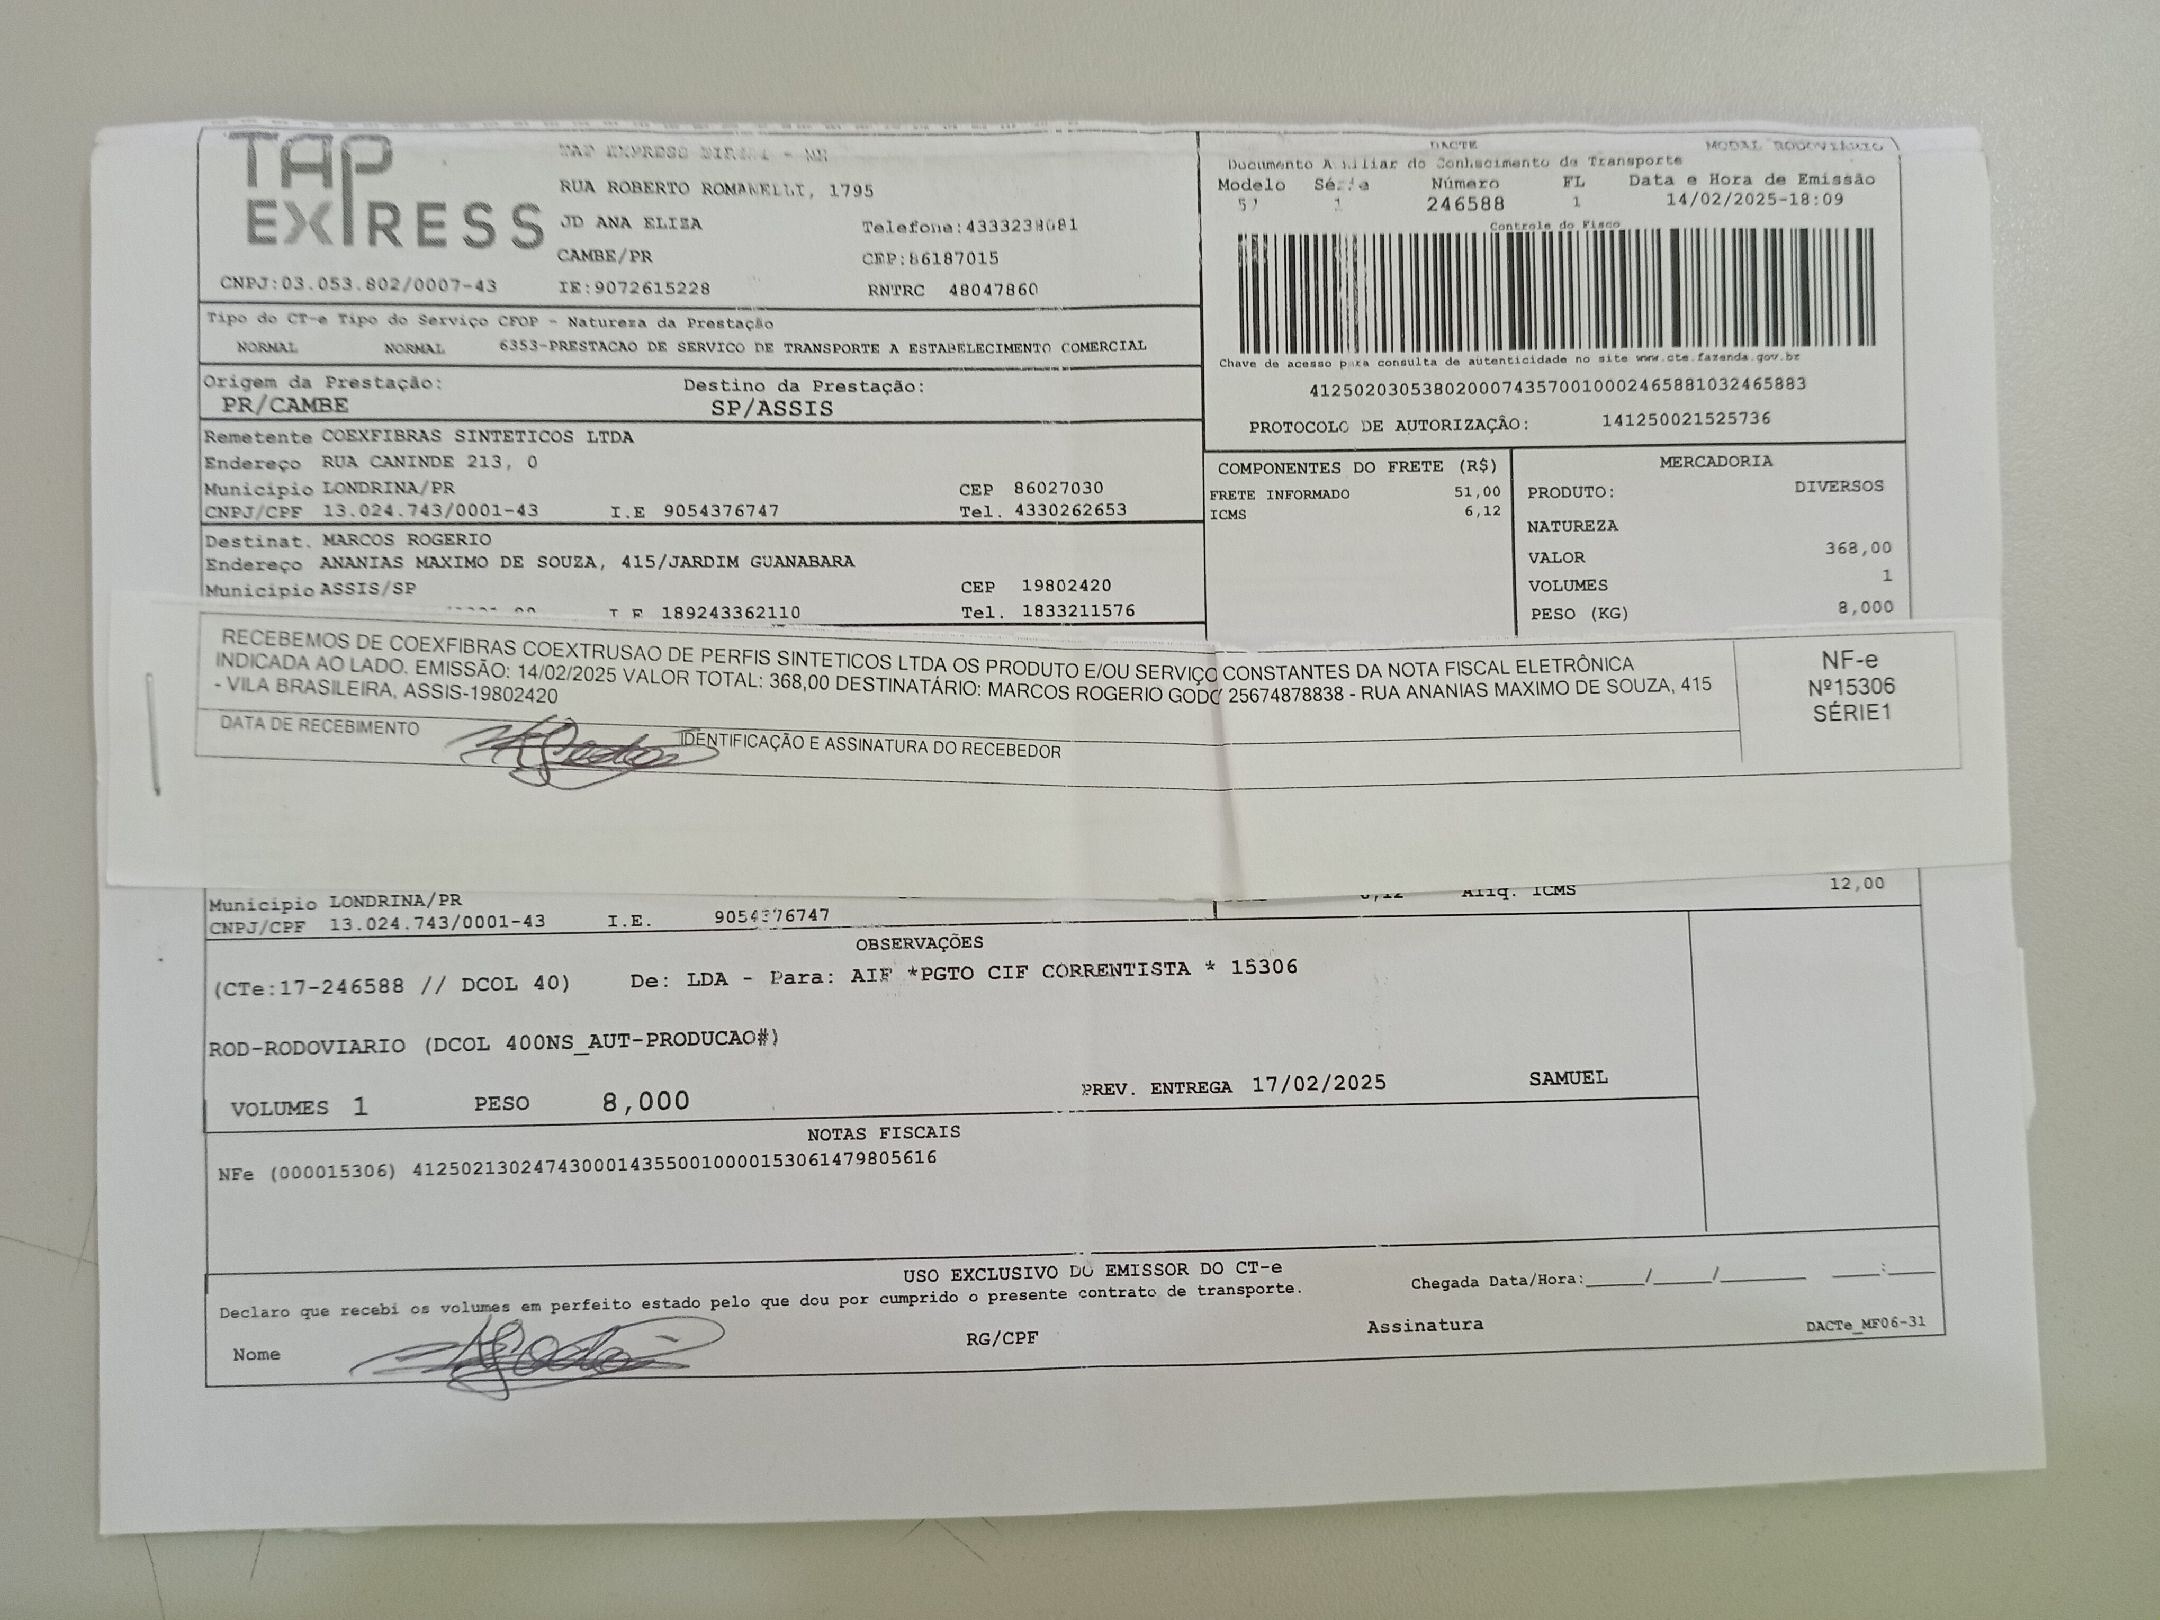 TAP
EXPRESS
TAP EXPRESS
RUA ROBERTO ROMANELLI, 1795
JD ANA ELIZA Telefone:4333238081
CAMBE/PR CEP:86187015
CNPJ:03.053.802/0007-43 IE:9072615228 RNTRC 48047860
DACTE MODAL RODOVIÁRIO
Documento Auxiliar do Conhecimento de Transporte
Modelo Série Número FL Data e Hora de Emissão
57 1 246588 1 14/02/2025-18:09
Controle do Fisco
Chave de acesso para consulta de autenticidade no site www.cte.fazenda.gov.br
41250203053802000743570010002465881032465883
PROTOCOLO DE AUTORIZAÇÃO: 141250021525736
Tipo do CT-e Tipo do Serviço CFOP - Natureza da Prestação
NORMAL NORMAL 6353-PRESTACAO DE SERVICO DE TRANSPORTE A ESTABELECIMENTO COMERCIAL
Origem da Prestação: Destino da Prestação:
PR/CAMBE SP/ASSIS
Remetente COEXFIBRAS SINTETICOS LTDA
Endereço RUA CANINDE 213, 0
Municipio LONDRINA/PR CEP 86027030
CNPJ/CPF 13.024.743/0001-43 I.E 9054376747 Tel. 4330262653
Destinat. MARCOS ROGERIO
Endereço ANANIAS MAXIMO DE SOUZA, 415/JARDIM GUANABARA
Municipio ASSIS/SP CEP 19802420
I E 189243362110 Tel. 1833211576
COMPONENTES DO FRETE (R$)
FRETE INFORMADO 51,00
ICMS 6,12
MERCADORIA
PRODUTO: DIVERSOS
NATUREZA
VALOR 368,00
VOLUMES 1
PESO (KG) 8,000
RECEBEMOS DE COEXFIBRAS COEXTRUSAO DE PERFIS SINTETICOS LTDA OS PRODUTO E/OU SERVIÇO CONSTANTES DA NOTA FISCAL ELETRÔNICA
INDICADA AO LADO. EMISSÃO: 14/02/2025 VALOR TOTAL: 368,00 DESTINATÁRIO: MARCOS ROGERIO GODO 25674878838 - RUA ANANIAS MAXIMO DE SOUZA, 415
- VILA BRASILEIRA, ASSIS-19802420
NF-e
Nº15306
SÉRIE1
DATA DE RECEBIMENTO IDENTIFICAÇÃO E ASSINATURA DO RECEBEDOR
Municipio LONDRINA/PR
CNPJ/CPF 13.024.743/0001-43 I.E. 9054376747
Aliq. ICMS 12,00
OBSERVAÇÕES
(CTe:17-246588 // DCOL 40) De: LDA - Para: AIF *PGTO CIF CORRENTISTA * 15306
ROD-RODOVIARIO (DCOL 400NS_AUT-PRODUCAO#)
VOLUMES 1 PESO 8,000 PREV. ENTREGA 17/02/2025 SAMUEL
NOTAS FISCAIS
NFe (000015306) 41250213024743000143550010000153061479805616
USO EXCLUSIVO DO EMISSOR DO CT-e
Declaro que recebi os volumes em perfeito estado pelo que dou por cumprido o presente contrato de transporte.
Chegada Data/Hora:_____/_____/_______ ____:____
Nome RG/CPF Assinatura DACTe_MF06-31